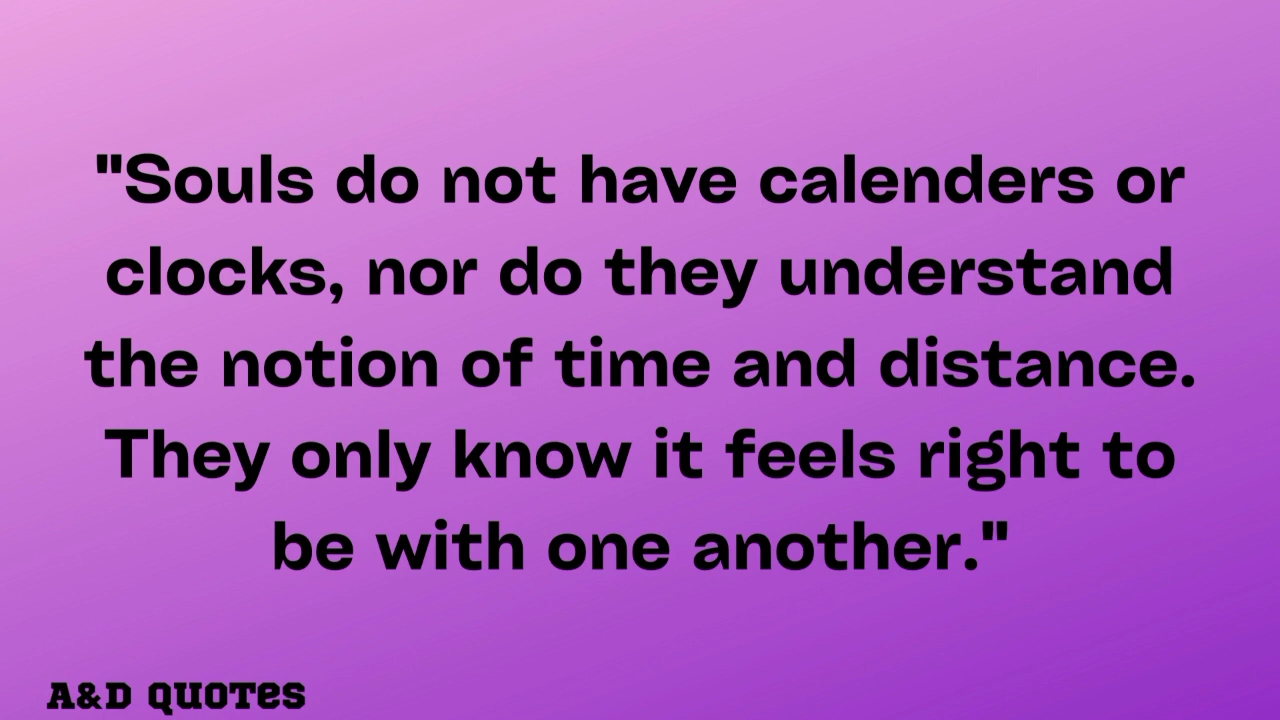 "Souls do not have calenders or
clocks, nor do they understand
the notion of time and distance.
They only know it feels right to
be with one another."
A&D QUOTES